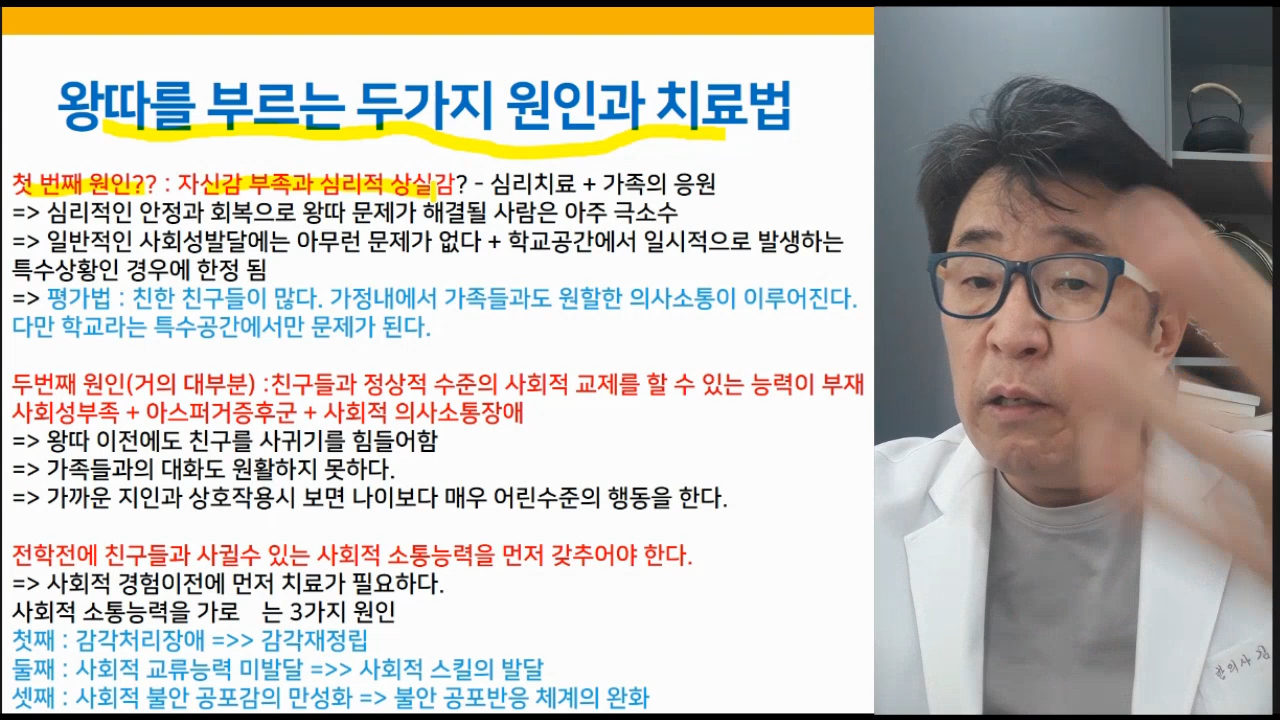 왕따를 부르는 두가지 원인과 치료법
첫 번째 원인?? : 자신감 부족과 심리적 상실감? - 심리치료 + 가족의 응원
=> 심리적인 안정과 회복으로 왕따 문제가 해결될 사람은 아주 극소수
=> 일반적인 사회성발달에는 아무런 문제가 없다 + 학교공간에서 일시적으로 발생하는
특수상황인 경우에 한정 됨
=> 평가법 : 친한 친구들이 많다. 가정내에서 가족들과도 원할한 의사소통이 이루어진다.
다만 학교라는 특수공간에서만 문제가 된다.
두번째 원인(거의 대부분) :친구들과 정상적 수준의 사회적 교제를 할 수 있는 능력이 부재
사회성부족 + 아스퍼거증후군 + 사회적 의사소통장애
=> 왕따 이전에도 친구를 사귀기를 힘들어함
=> 가족들과의 대화도 원활하지 못하다.
=> 가까운 지인과 상호작용시 보면 나이보다 매우 어린수준의 행동을 한다.
전학전에 친구들과 사귈수 있는 사회적 소통능력을 먼저 갖추어야 한다.
=> 사회적 경험이전에 먼저 치료가 필요하다.
사회적 소통능력을 가로 는 3가지 원인
첫째 : 감각처리장애 =>> 감각재정립
둘째 : 사회적 교류능력 미발달 =>> 사회적 스킬의 발달
셋째 : 사회적 불안 공포감의 만성화 => 불안 공포반응 체계의 완화